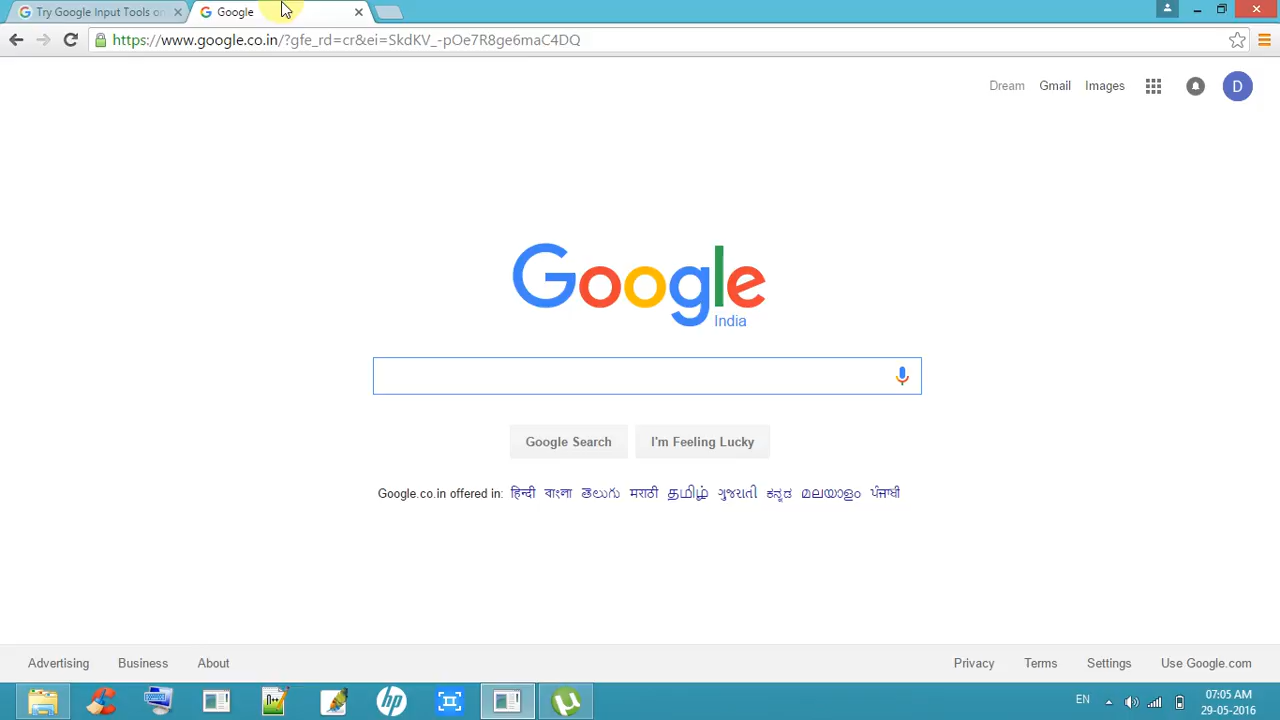 Try Google Input Tools on
Google
https://www.google.co.in/?gfe_rd=cr&ei=SkdKV_-pOe7R8ge6maC4DQ
Dream Gmail Images D
Google
India
Google Search I'm Feeling Lucky
Google.co.in offered in: हिन्दी বাংলা తెలుగు मराठी தமிழ் ગુજરાતી ಕನ್ನಡ മലയാളം ਪੰਜਾਬੀ
Advertising Business About Privacy Terms Settings Use Google.com
hp
EN
07:05 AM
29-05-2016